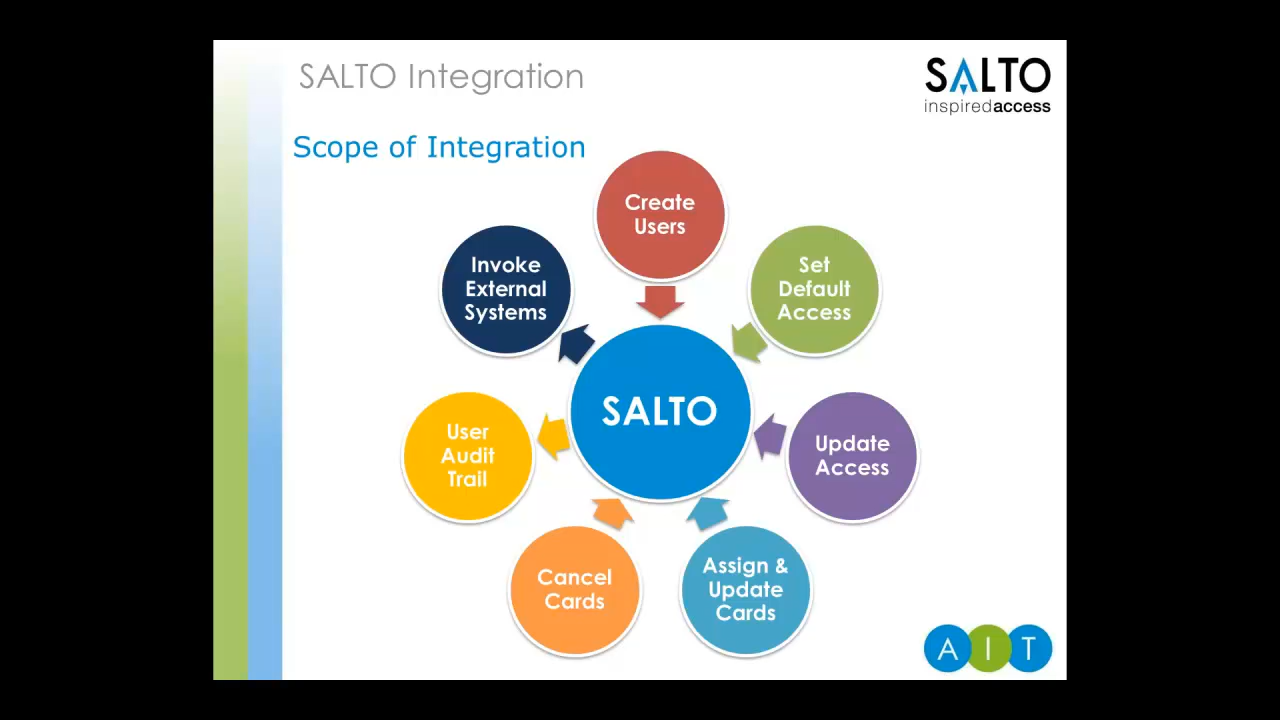 SALTO Integration
SALTO
inspiredaccess
Scope of Integration
Create
Users
Invoke
External
Systems
Set
Default
Access
SALTO
User
Audit
Trail
Update
Access
Cancel
Cards
Assign &
Update
Cards
A I T